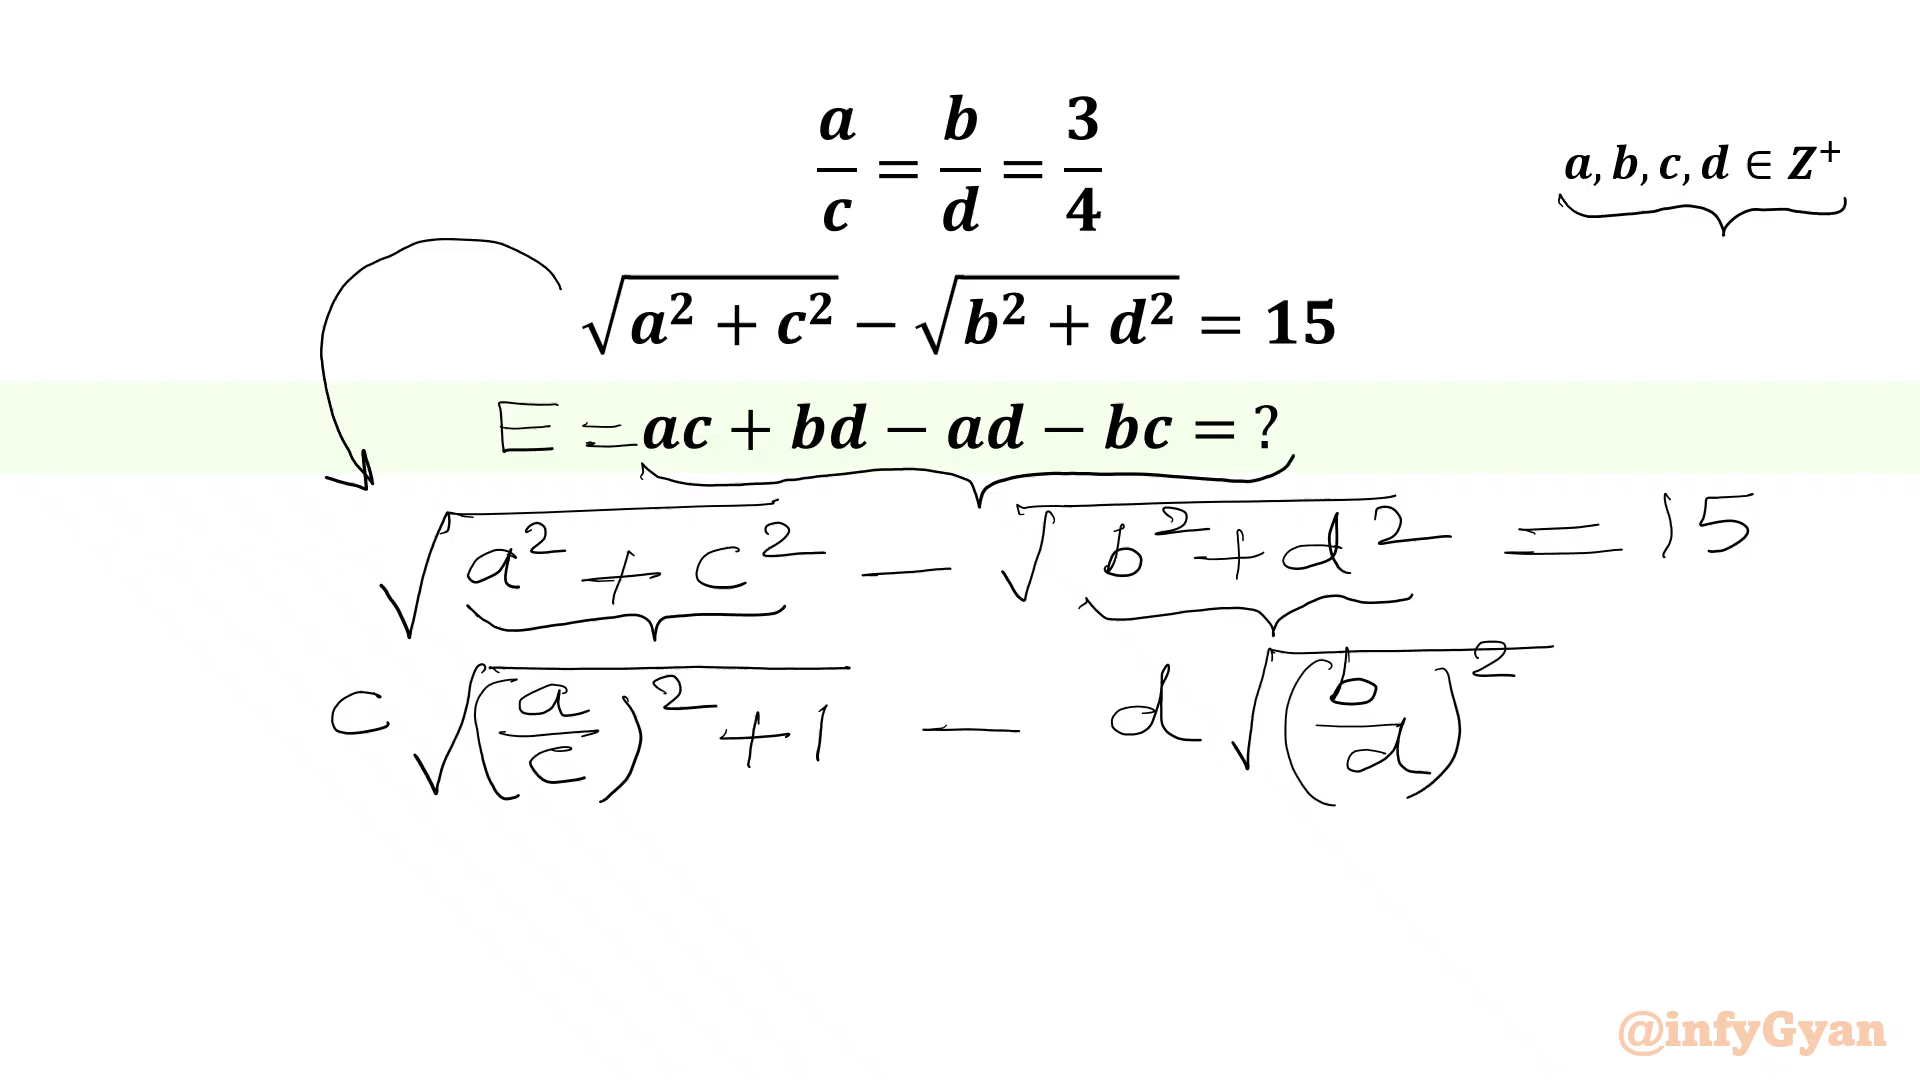 a/c = b/d = 3/4
a, b, c, d ∈ Z⁺
√(a² + c²) − √(b² + d²) = 15
E = ac + bd − ad − bc = ?
√(a² + c²) − √(b² + d²) = 15
c√((a/c)² + 1) − d√((b/d)²
@infyGyan